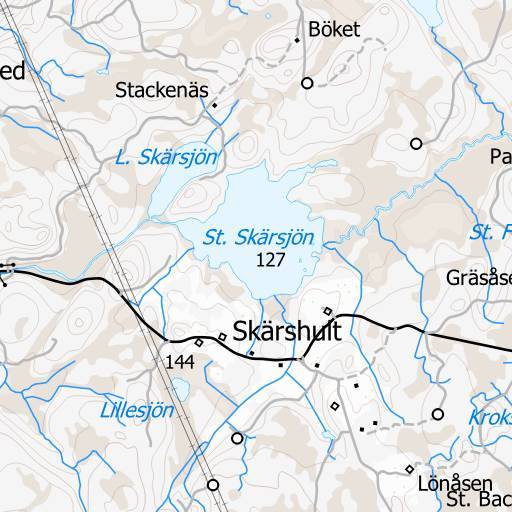 Böket
ed
Stackenäs
L. Skärsjön
Pa
St. Skärsjön
St. F
127
Gräsåse
Skärshult
144
Lillesjön
Kroks
Lönåsen
St. Bac